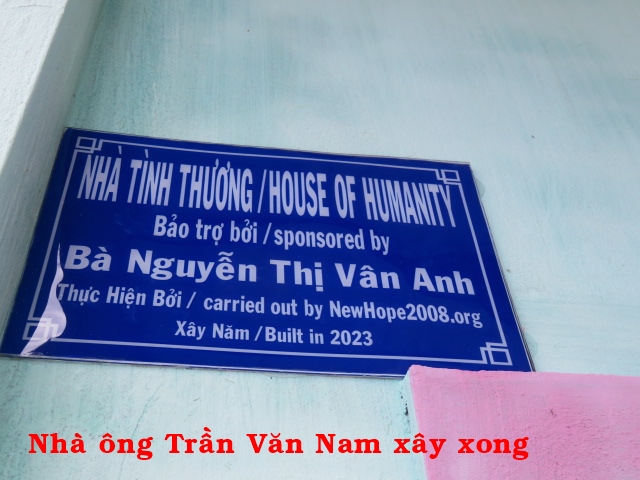 NHÀ TÌNH THƯƠNG / HOUSE OF HUMANITY
Bảo trợ bởi / sponsored by
Bà Nguyễn Thị Vân Anh
Thực Hiện Bởi / carried out by NewHope2008.org
Xây Năm / Built in 2023
Nhà ông Trần Văn Nam xây xong